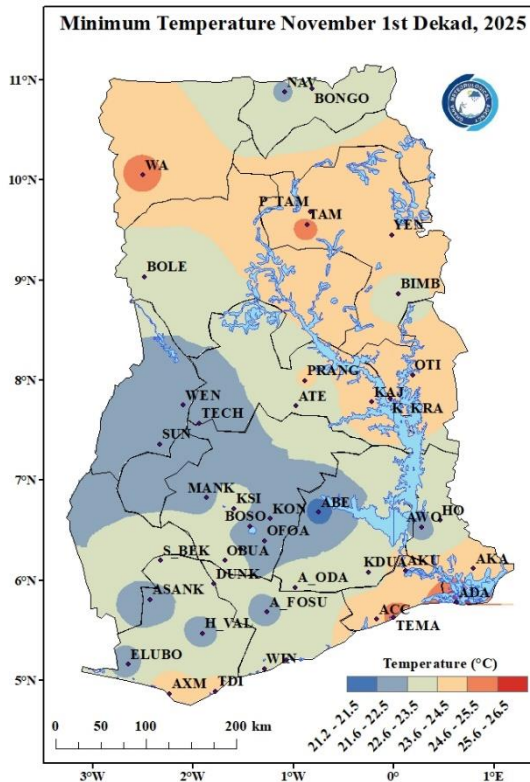 Minimum Temperature November 1st Dekad, 2025
11°N
NAV
BONGO
WA
10°N
P_TAM
TAM
YEN
BOLE
9°N
BIMB
OTI
8°N
PRANG
KAJ
WEN
ATE
K_KRA
TECH
SUN
7°N
MANK
KSI
ABE
KON
HO
BOSO
AWO
OFOA
S_BEK
OBUA
KDUA
AKU
AKA
6°N
DUNK
A_ODA
ASANK
A_FOSU
ADA
H_VAL
ACC
TEMA
ELUBO
WIN
5°N
AXM
TDI
Temperature (°C)
21.2 - 21.5
21.6 - 22.5
22.6 - 23.5
23.6 - 24.5
24.6 - 25.5
25.6 - 26.5
0 50 100 200 km
3°W
2°W
1°W
0°
1°E